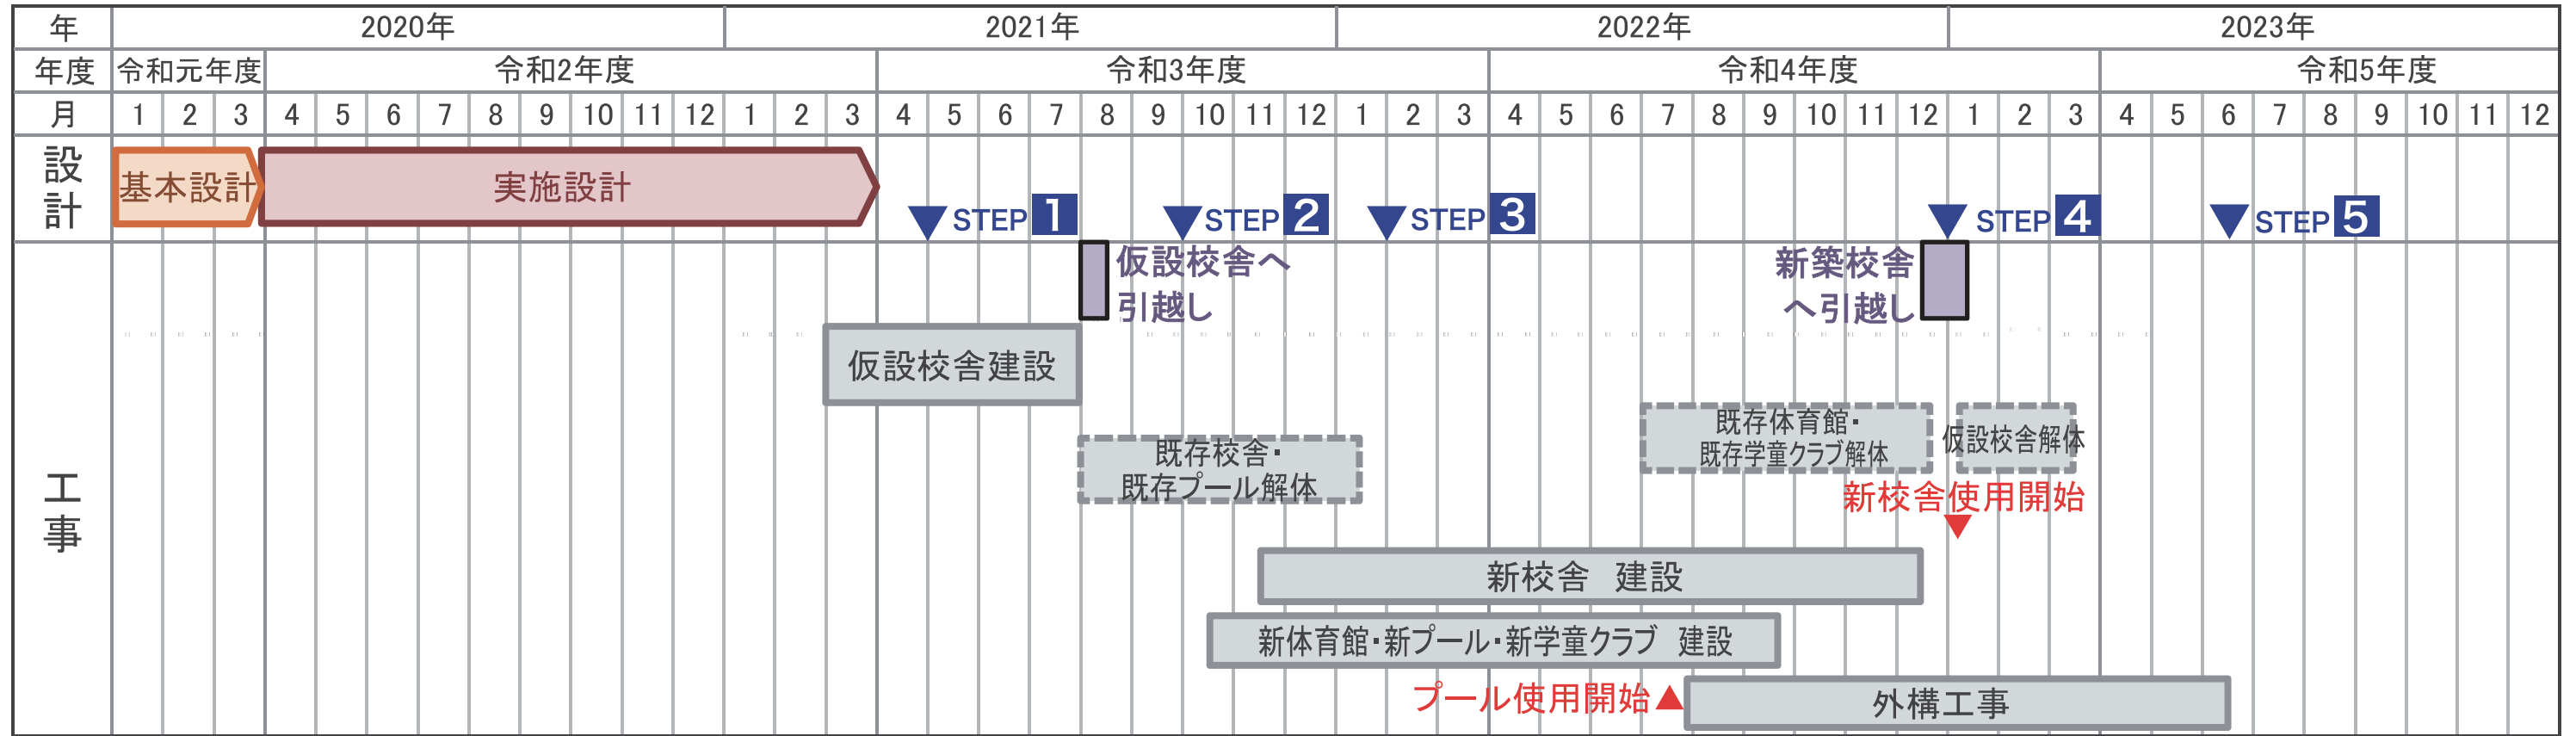 年 2020年 2021年 2022年 2023年
年度 令和元年度 令和2年度 令和3年度 令和4年度 令和5年度
月 1 2 3 4 5 6 7 8 9 10 11 12 1 2 3 4 5 6 7 8 9 10 11 12 1 2 3 4 5 6 7 8 9 10 11 12 1 2 3 4 5 6 7 8 9 10 11 12
設計
基本設計 実施設計
STEP 1 STEP 2 STEP 3 STEP 4 STEP 5
工事
仮設校舎へ
引越し
新築校舎
へ引越し
仮設校舎建設
既存校舎・
既存プール解体
既存体育館・
既存学童クラブ解体
仮設校舎解体
新校舎使用開始
新校舎 建設
新体育館・新プール・新学童クラブ 建設
プール使用開始
外構工事